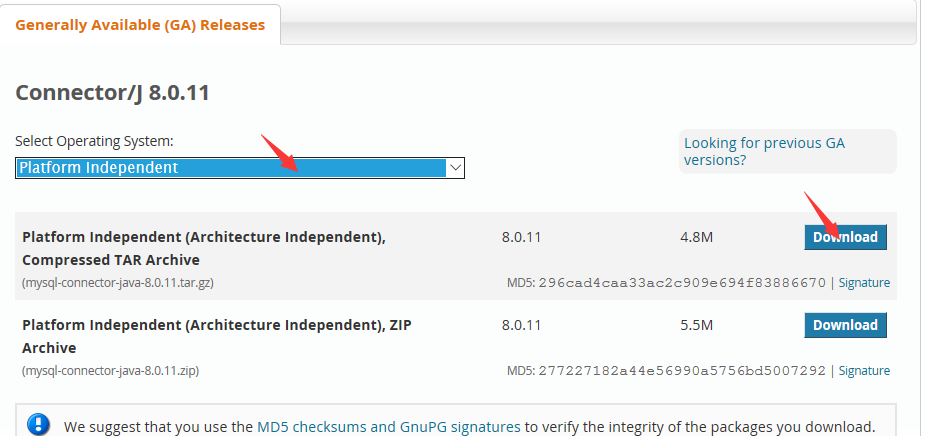 Generally Available (GA) Releases
Connector/J 8.0.11
Select Operating System:
Looking for previous GA
versions?
Platform Independent
Platform Independent (Architecture Independent), 8.0.11 4.8M Download
Compressed TAR Archive
(mysql-connector-java-8.0.11.tar.gz) MD5: 296cad4caa33ac2c909e694f83886670 | Signature
Platform Independent (Architecture Independent), ZIP 8.0.11 5.5M Download
Archive
(mysql-connector-java-8.0.11.zip) MD5: 277227182a44e56990a5756bd5007292 | Signature
We suggest that you use the MD5 checksums and GnuPG signatures to verify the integrity of the packages you download.